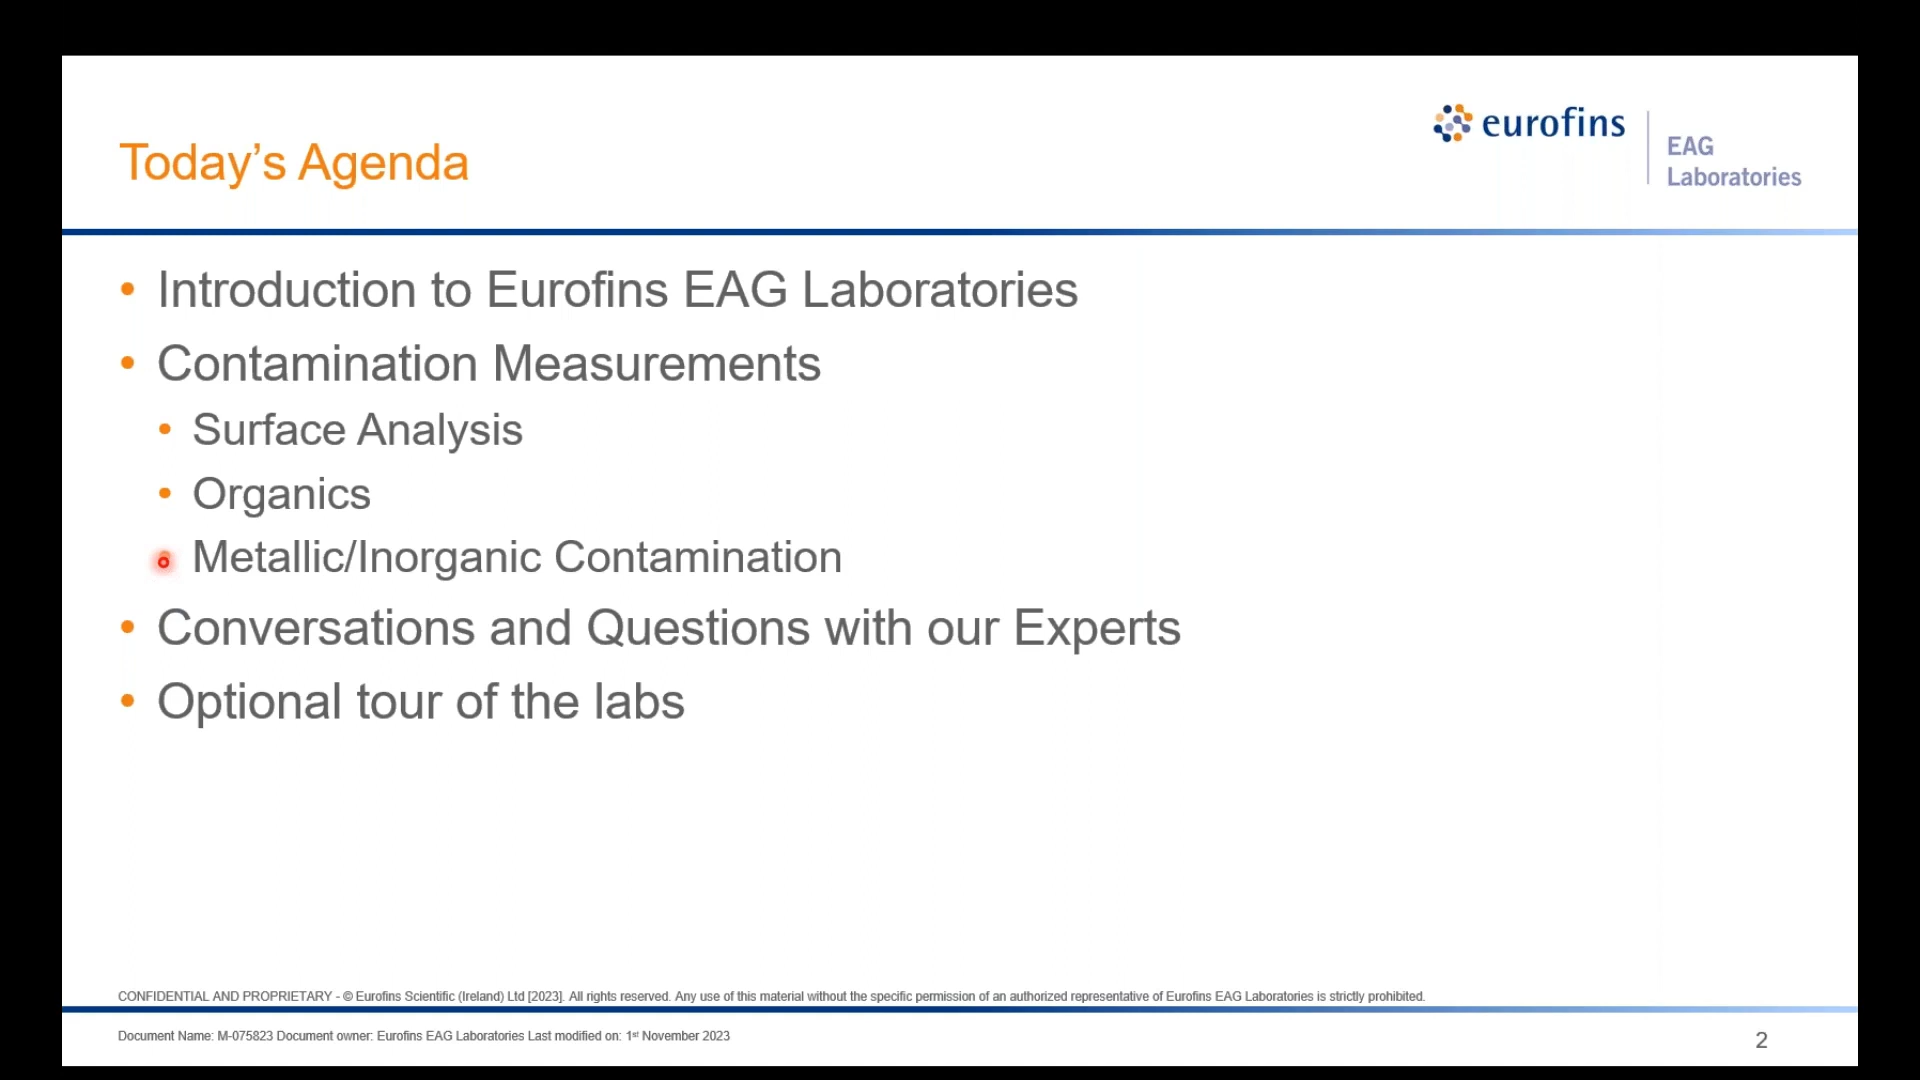 Today’s Agenda
eurofins
EAG
Laboratories
• Introduction to Eurofins EAG Laboratories
• Contamination Measurements
• Surface Analysis
• Organics
• Metallic/Inorganic Contamination
• Conversations and Questions with our Experts
• Optional tour of the labs
CONFIDENTIAL AND PROPRIETARY - © Eurofins Scientific (Ireland) Ltd [2023]. All rights reserved. Any use of this material without the specific permission of an authorized representative of Eurofins EAG Laboratories is strictly prohibited.
Document Name: M-075823 Document owner: Eurofins EAG Laboratories Last modified on: 1st November 2023
2